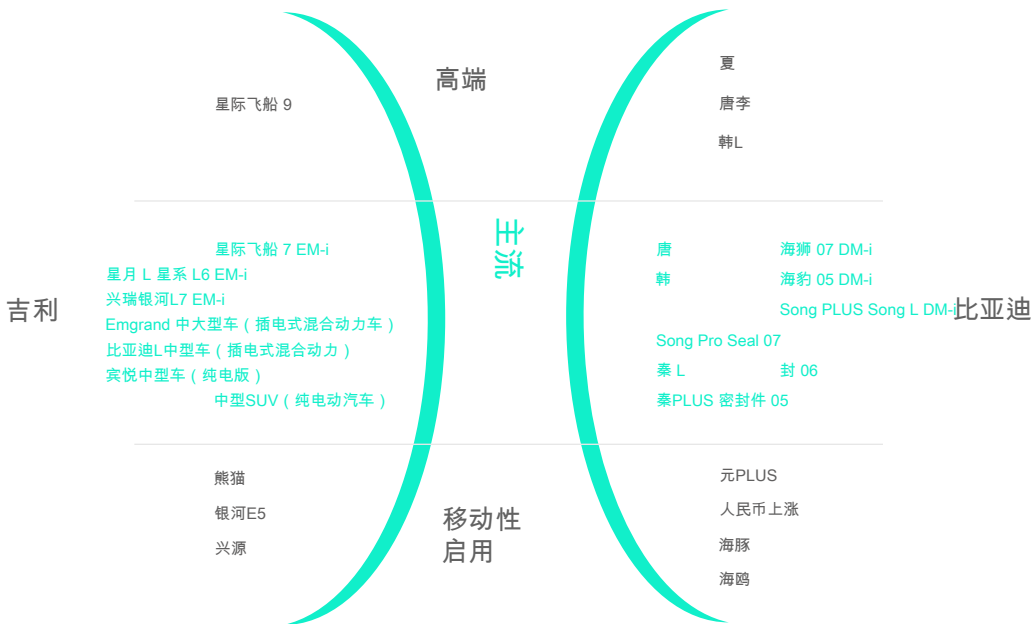 高端
星际飞船 9
夏
唐李
韩L
主流
吉利
星际飞船 7 EM-i
星月 L 星系 L6 EM-i
兴瑞银河L7 EM-i
Emgrand 中大型车（插电式混合动力车）
比亚迪L中型车（插电式混合动力）
宾悦中型车（纯电版）
中型SUV（纯电动汽车）
唐 海狮 07 DM-i
韩 海豹 05 DM-i
Song PLUS Song L DM-i
Song Pro Seal 07
秦 L 封 06
秦PLUS 密封件 05
比亚迪
熊猫
银河E5
兴源
移动性
启用
元PLUS
人民币上涨
海豚
海鸥